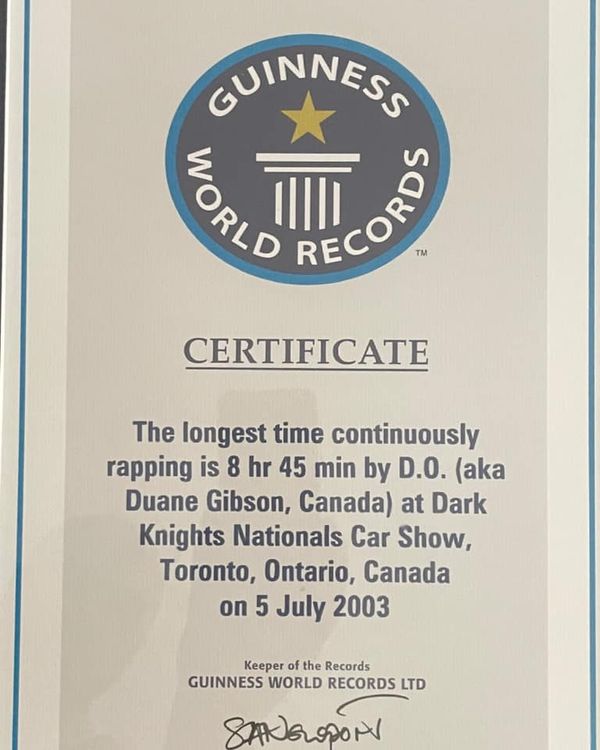 GUINNESS
WORLD RECORDS
TM
CERTIFICATE
The longest time continuously
rapping is 8 hr 45 min by D.O. (aka
Duane Gibson, Canada) at Dark
Knights Nationals Car Show,
Toronto, Ontario, Canada
on 5 July 2003
Keeper of the Records
GUINNESS WORLD RECORDS LTD